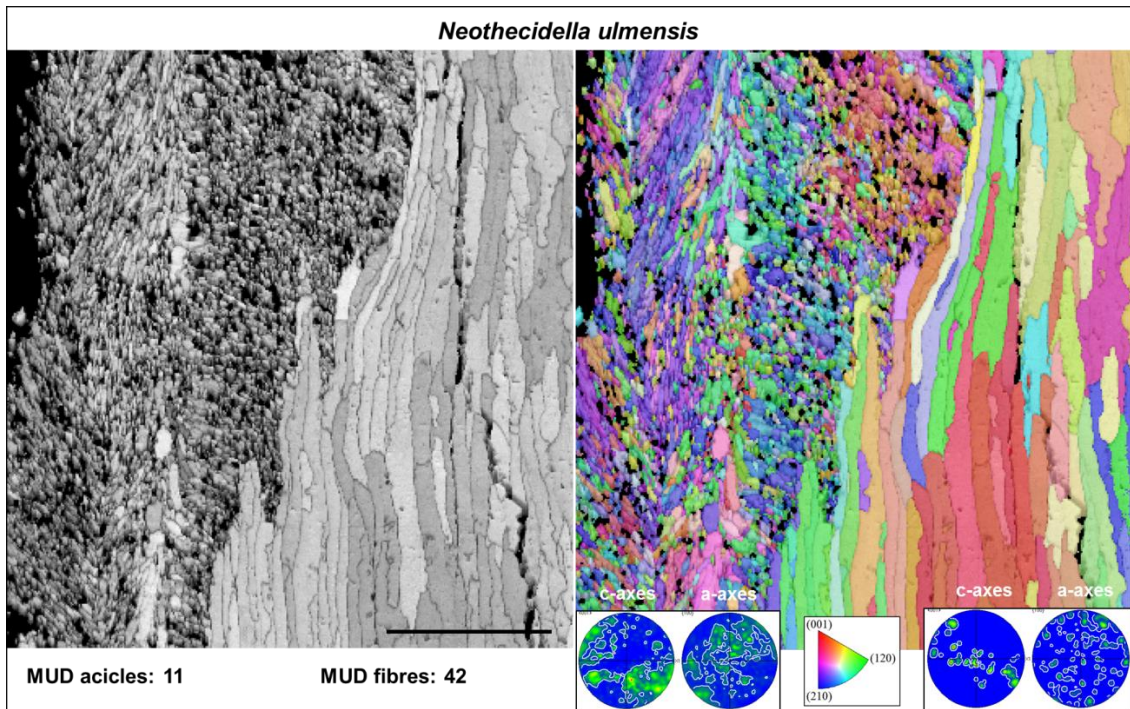 Neothecidella ulmensis
c-axes
a-axes
c-axes
a-axes
(001)
(120)
(210)
MUD acicles: 11
MUD fibres: 42